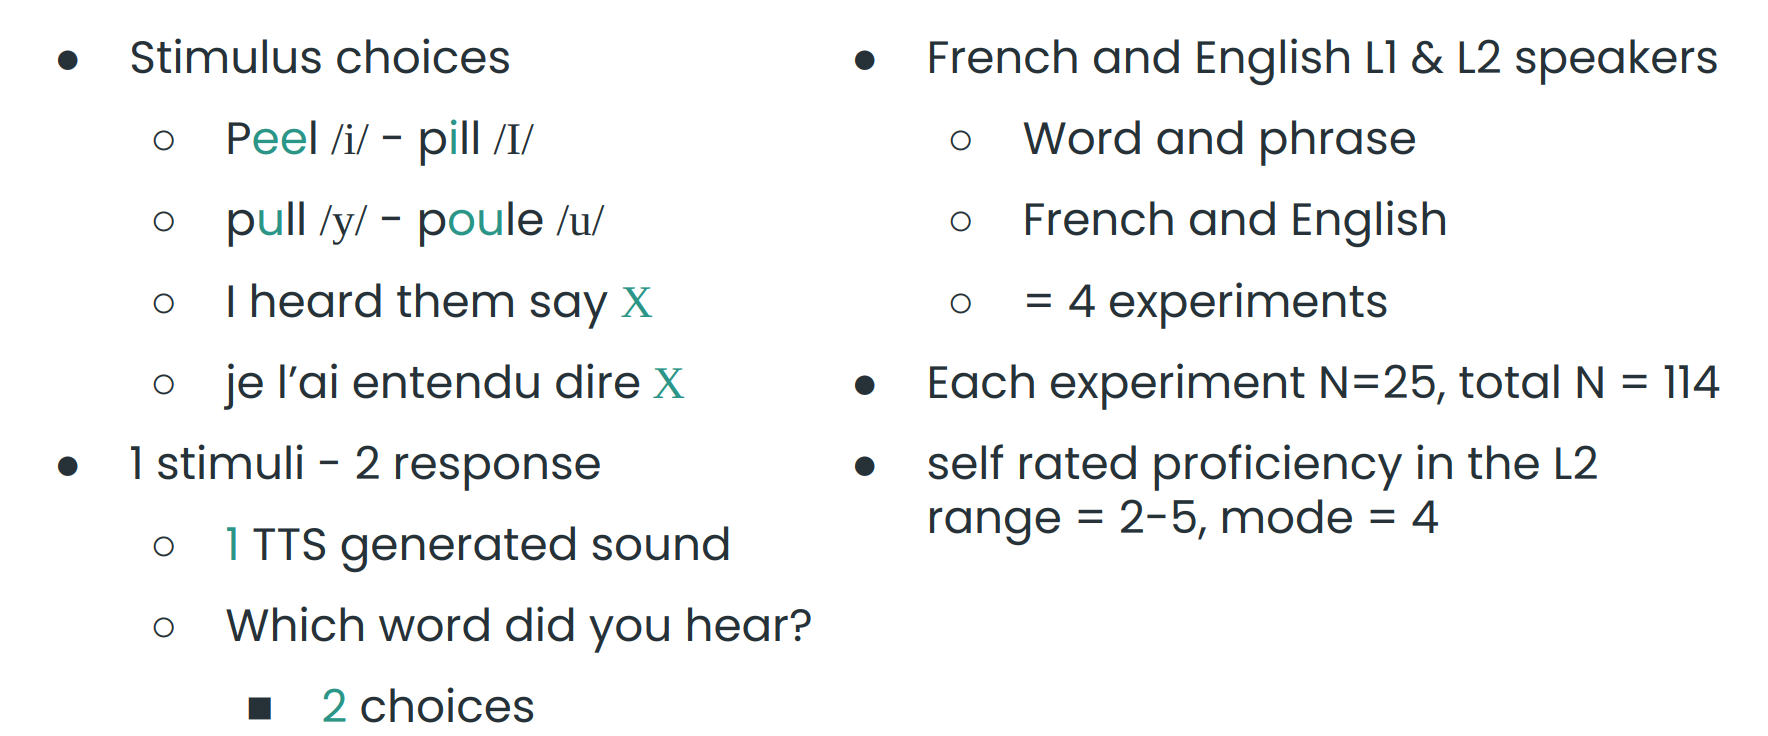 ● Stimulus choices
○ Peel /i/ - pill /I/
○ pull /y/ - poule /u/
○ I heard them say X
○ je l’ai entendu dire X
● 1 stimuli - 2 response
○ 1 TTS generated sound
○ Which word did you hear?
■ 2 choices
● French and English L1 & L2 speakers
○ Word and phrase
○ French and English
○ = 4 experiments
● Each experiment N=25, total N = 114
● self rated proficiency in the L2
range = 2-5, mode = 4